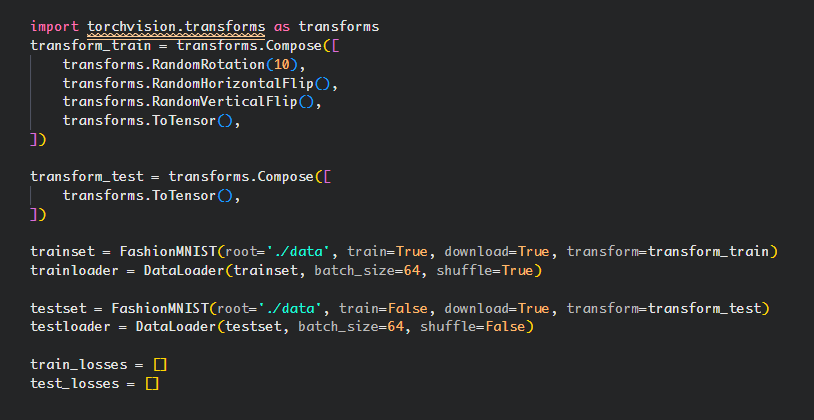 import torchvision.transforms as transforms
transform_train = transforms.Compose([
    transforms.RandomRotation(10),
    transforms.RandomHorizontalFlip(),
    transforms.RandomVerticalFlip(),
    transforms.ToTensor(),
])

transform_test = transforms.Compose([
    transforms.ToTensor(),
])

trainset = FashionMNIST(root='./data', train=True, download=True, transform=transform_train)
trainloader = DataLoader(trainset, batch_size=64, shuffle=True)

testset = FashionMNIST(root='./data', train=False, download=True, transform=transform_test)
testloader = DataLoader(testset, batch_size=64, shuffle=False)

train_losses = []
test_losses = []